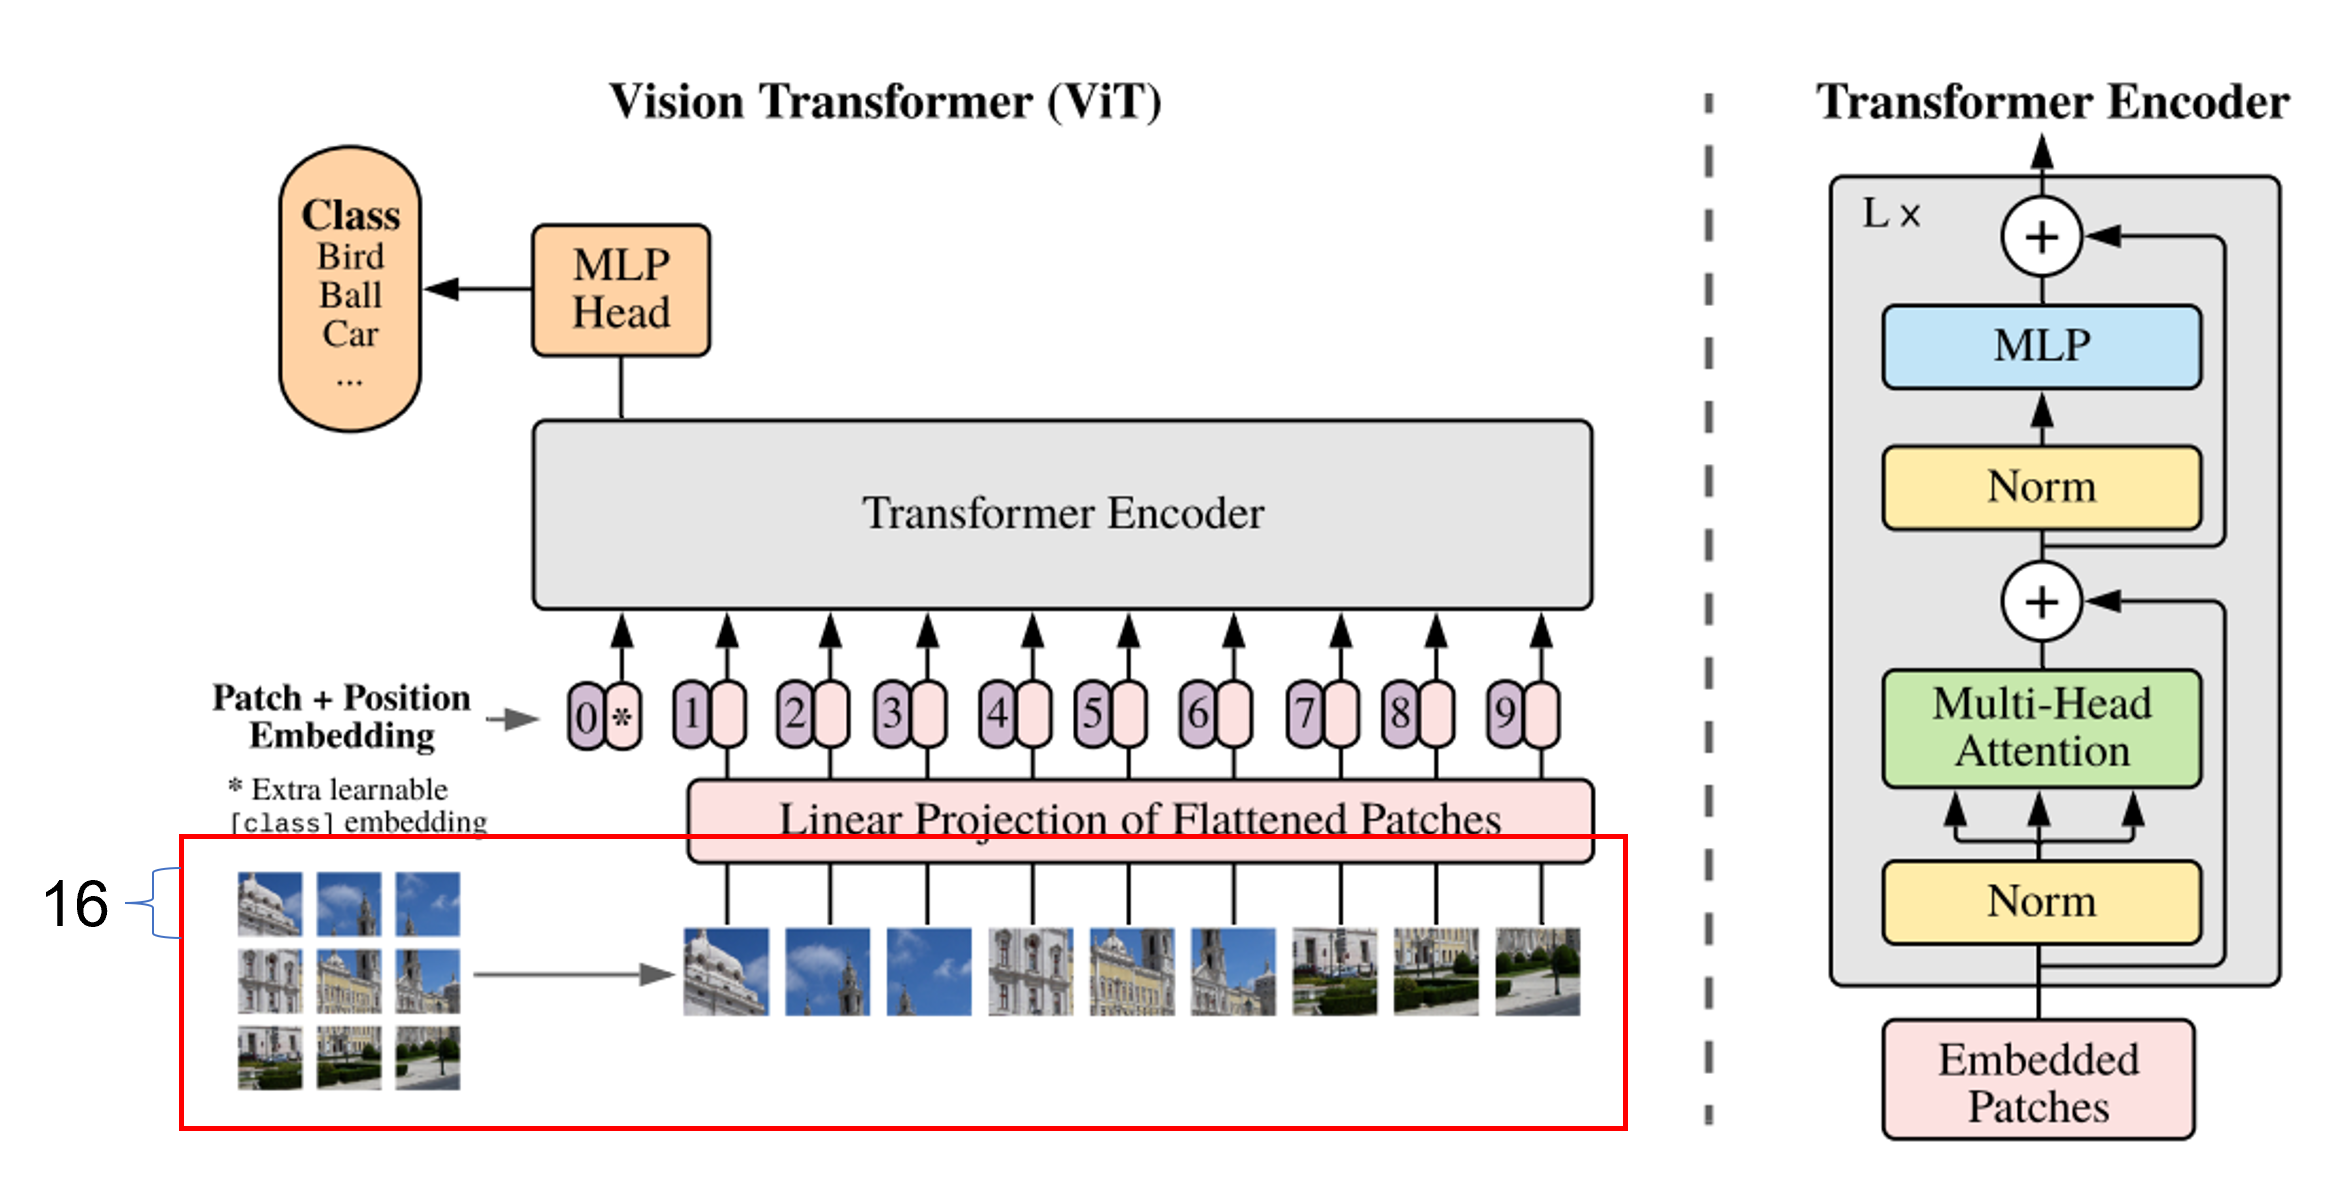 Vision Transformer (ViT)
Class
Bird
Ball
Car
...
MLP
Head
Transformer Encoder
Patch + Position
Embedding
0 * 1 2 3 4 5 6 7 8 9
* Extra learnable
[class] embedding
Linear Projection of Flattened Patches
16
Transformer Encoder
L x
+
MLP
Norm
+
Multi-Head
Attention
Norm
Embedded
Patches